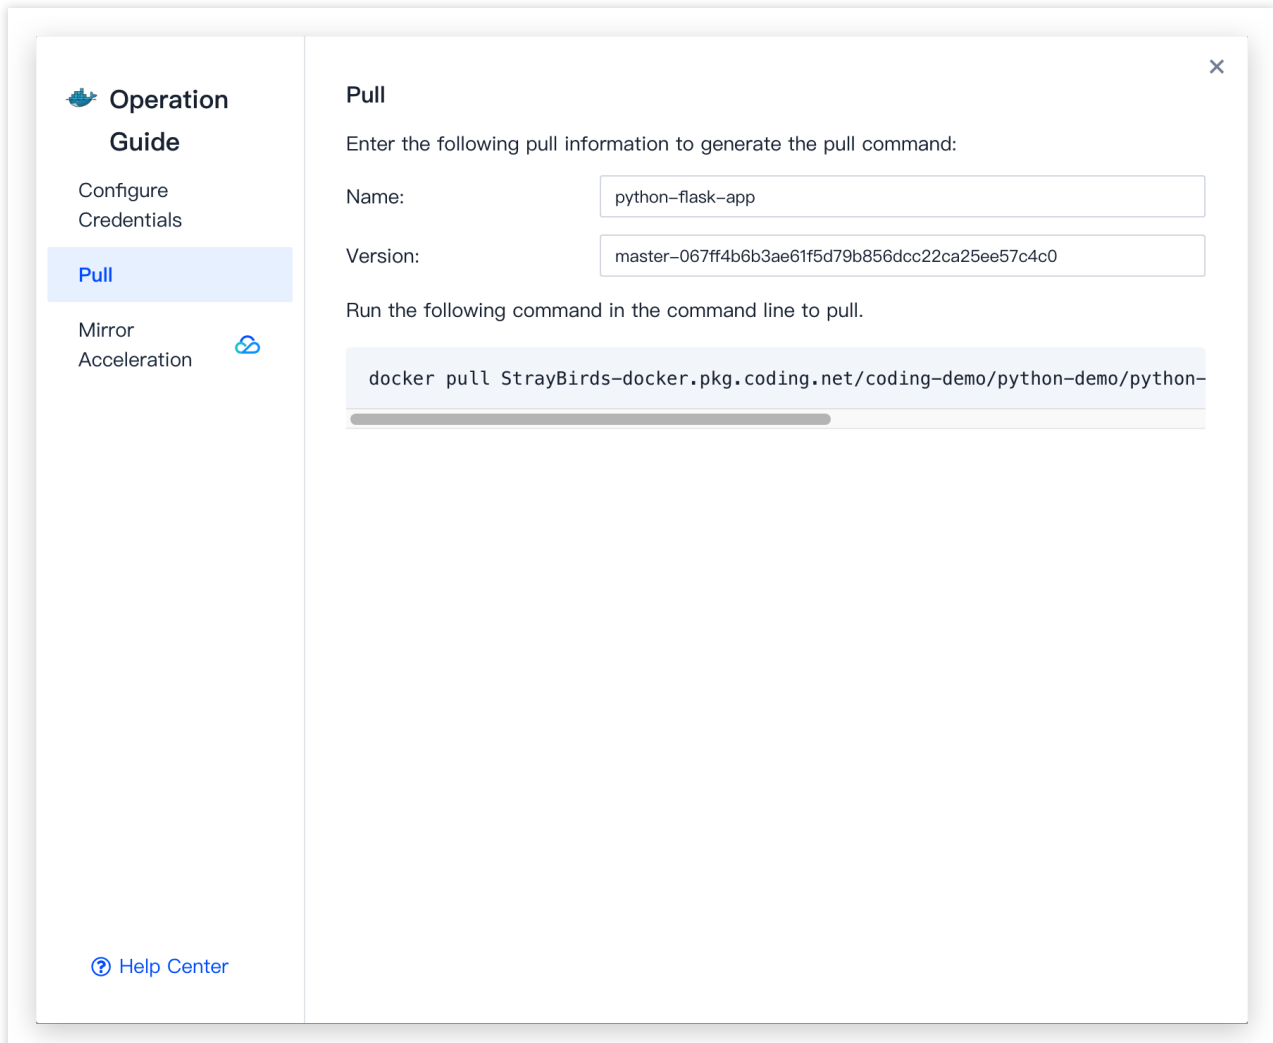 Operation
Guide
Configure
Credentials
Pull
Mirror
Acceleration
Help Center
Pull
Enter the following pull information to generate the pull command:
Name: python-flask-app
Version: master-067ff4b6b3ae61f5d79b856dcc22ca25ee57c4c0
Run the following command in the command line to pull.
docker pull StrayBirds-docker.pkg.coding.net/coding-demo/python-demo/python-